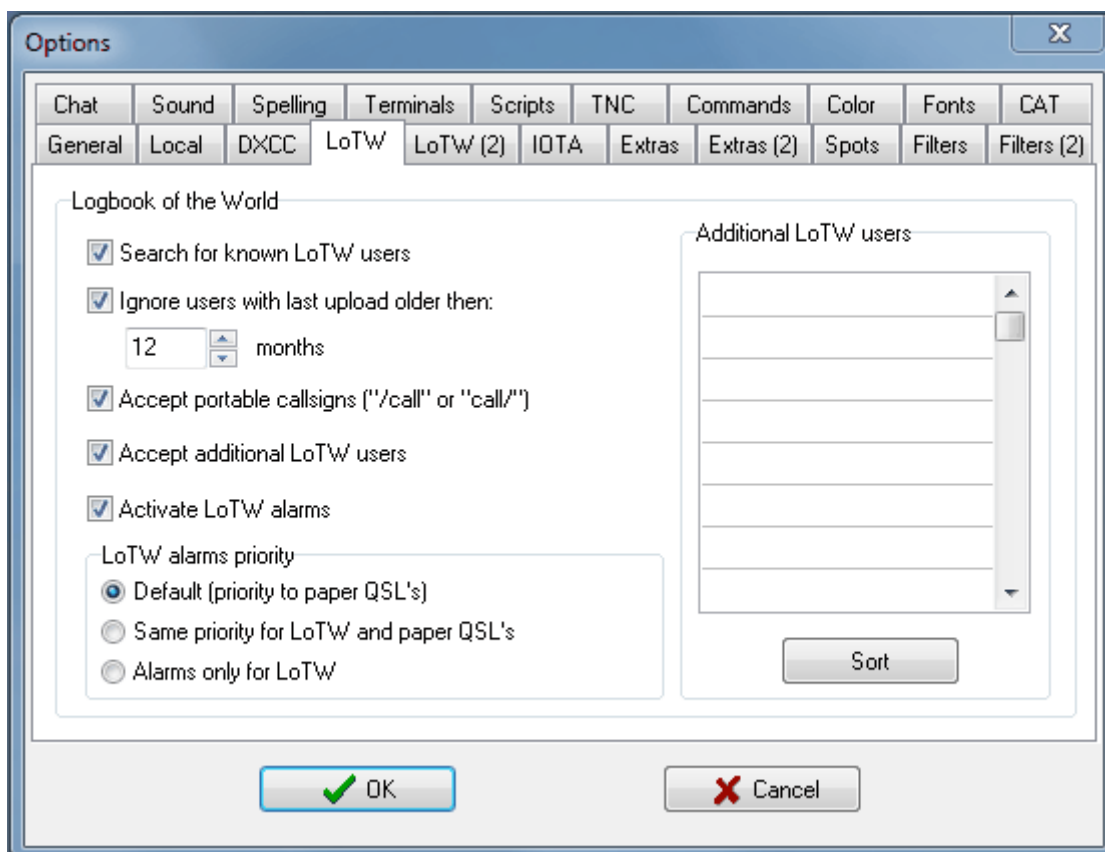 Options
Chat Sound Spelling Terminals Scripts TNC Commands Color Fonts CAT
General Local DXCC LoTW LoTW (2) IOTA Extras Extras (2) Spots Filters Filters (2)
Logbook of the World
Search for known LoTW users
Ignore users with last upload older then:
12 months
Accept portable callsigns ("/call" or "call/")
Accept additional LoTW users
Activate LoTW alarms
LoTW alarms priority
Default (priority to paper QSL's)
Same priority for LoTW and paper QSL's
Alarms only for LoTW
Additional LoTW users
Sort
OK Cancel